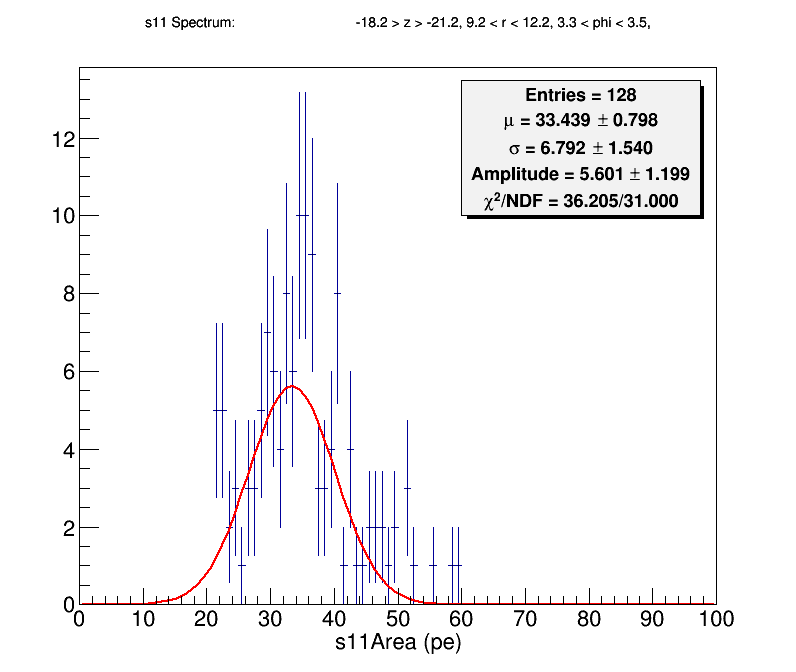 s11 Spectrum: -18.2 > z > -21.2, 9.2 < r < 12.2, 3.3 < phi < 3.5,
Entries = 128
μ = 33.439 ± 0.798
σ = 6.792 ± 1.540
Amplitude = 5.601 ± 1.199
χ²/NDF = 36.205/31.000
12
10
8
6
4
2
0
0 10 20 30 40 50 60 70 80 90 100
s11Area (pe)